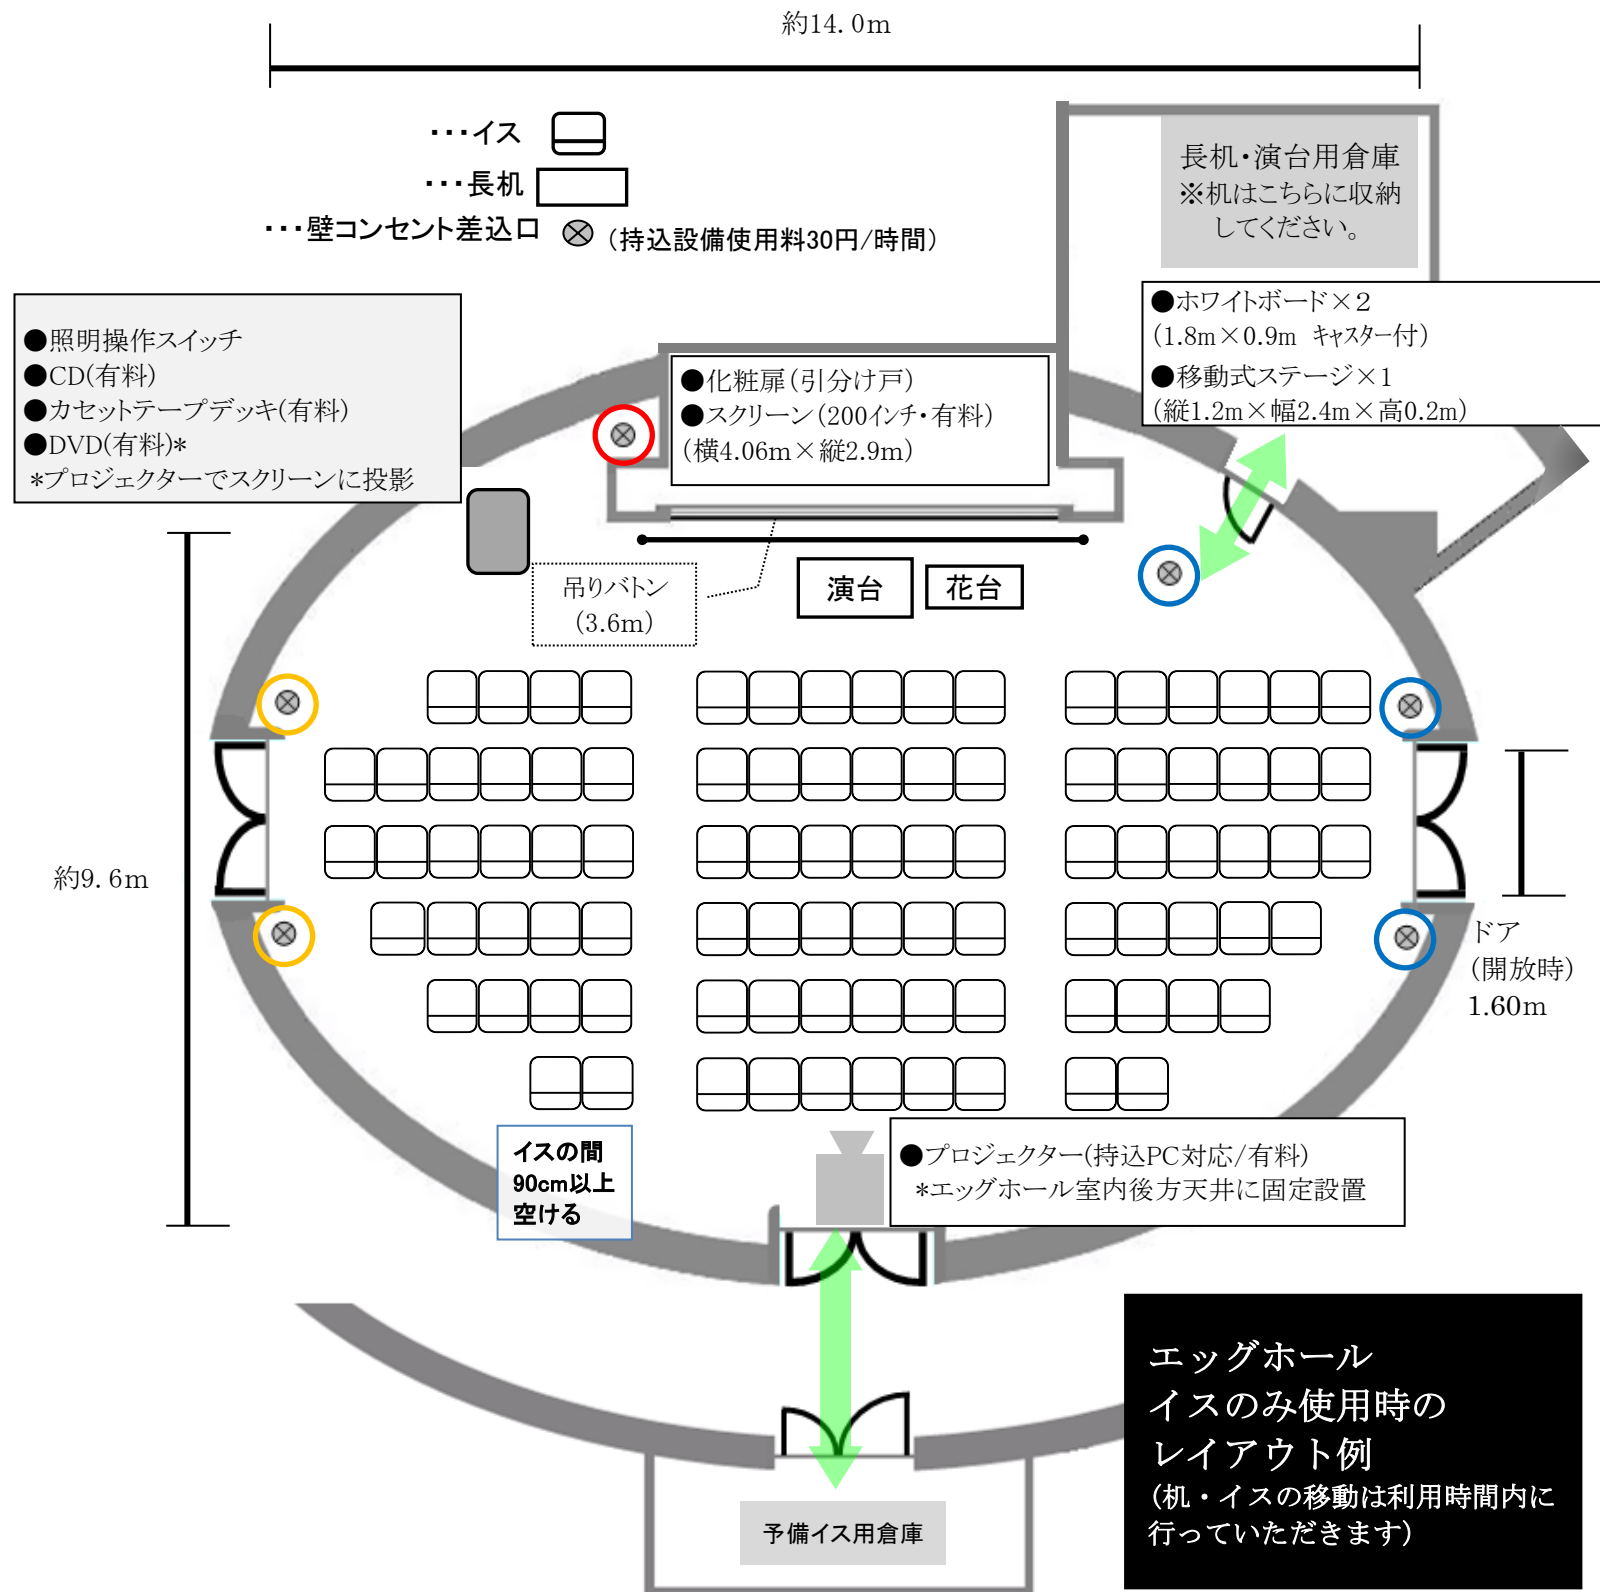 約14.0m
・・・イス
・・・長机
・・・壁コンセント差込口 (持込設備使用料30円/時間)
長机・演台用倉庫
※机はこちらに収納
してください。
●照明操作スイッチ
●CD(有料)
●カセットテープデッキ(有料)
●DVD(有料)*
*プロジェクターでスクリーンに投影
●化粧扉(引分け戸)
●スクリーン(200インチ・有料)
(横4.06m×縦2.9m)
●ホワイトボード×2
(1.8m×0.9m キャスター付)
●移動式ステージ×1
(縦1.2m×幅2.4m×高0.2m)
吊りバトン
(3.6m)
演台
花台
約9.6m
ドア
(開放時)
1.60m
イスの間
90cm以上
空ける
●プロジェクター(持込PC対応/有料)
*エッグホール室内後方天井に固定設置
エッグホール
イスのみ使用時の
レイアウト例
(机・イスの移動は利用時間内に
行っていただきます)
予備イス用倉庫